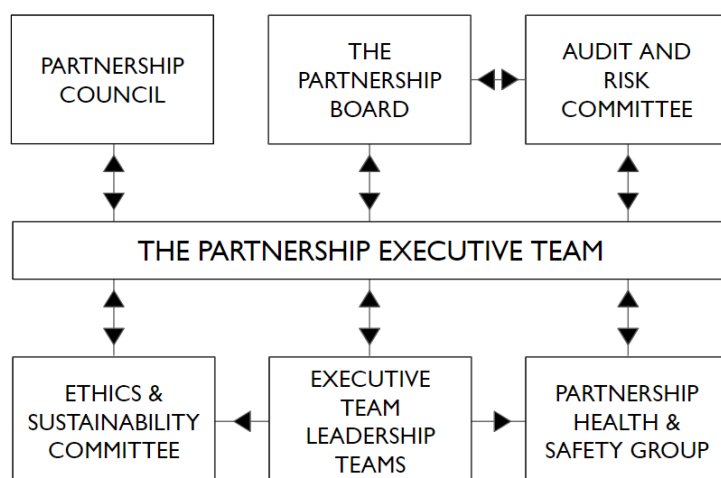 PARTNERSHIP
COUNCIL
THE
PARTNERSHIP
BOARD
AUDIT AND
RISK
COMMITTEE
THE PARTNERSHIP EXECUTIVE TEAM
ETHICS &
SUSTAINABILITY
COMMITTEE
EXECUTIVE
TEAM
LEADERSHIP
TEAMS
PARTNERSHIP
HEALTH &
SAFETY GROUP